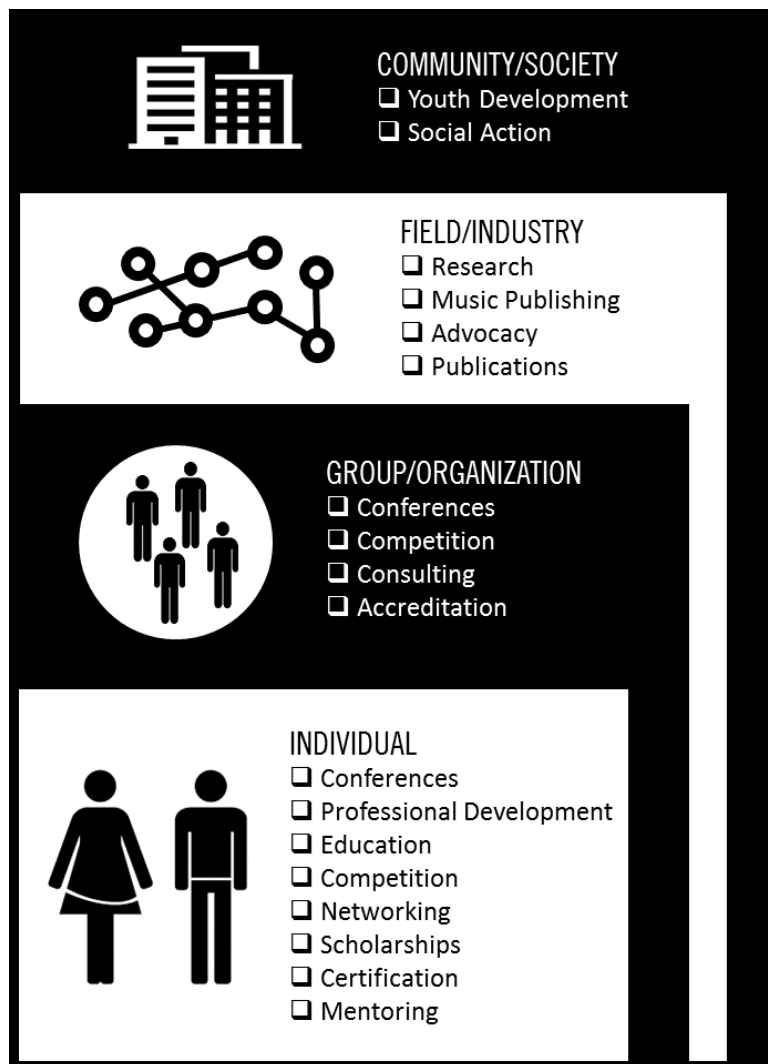 COMMUNITY/SOCIETY
❑ Youth Development
❑ Social Action
FIELD/INDUSTRY
❑ Research
❑ Music Publishing
❑ Advocacy
❑ Publications
GROUP/ORGANIZATION
❑ Conferences
❑ Competition
❑ Consulting
❑ Accreditation
INDIVIDUAL
❑ Conferences
❑ Professional Development
❑ Education
❑ Competition
❑ Networking
❑ Scholarships
❑ Certification
❑ Mentoring